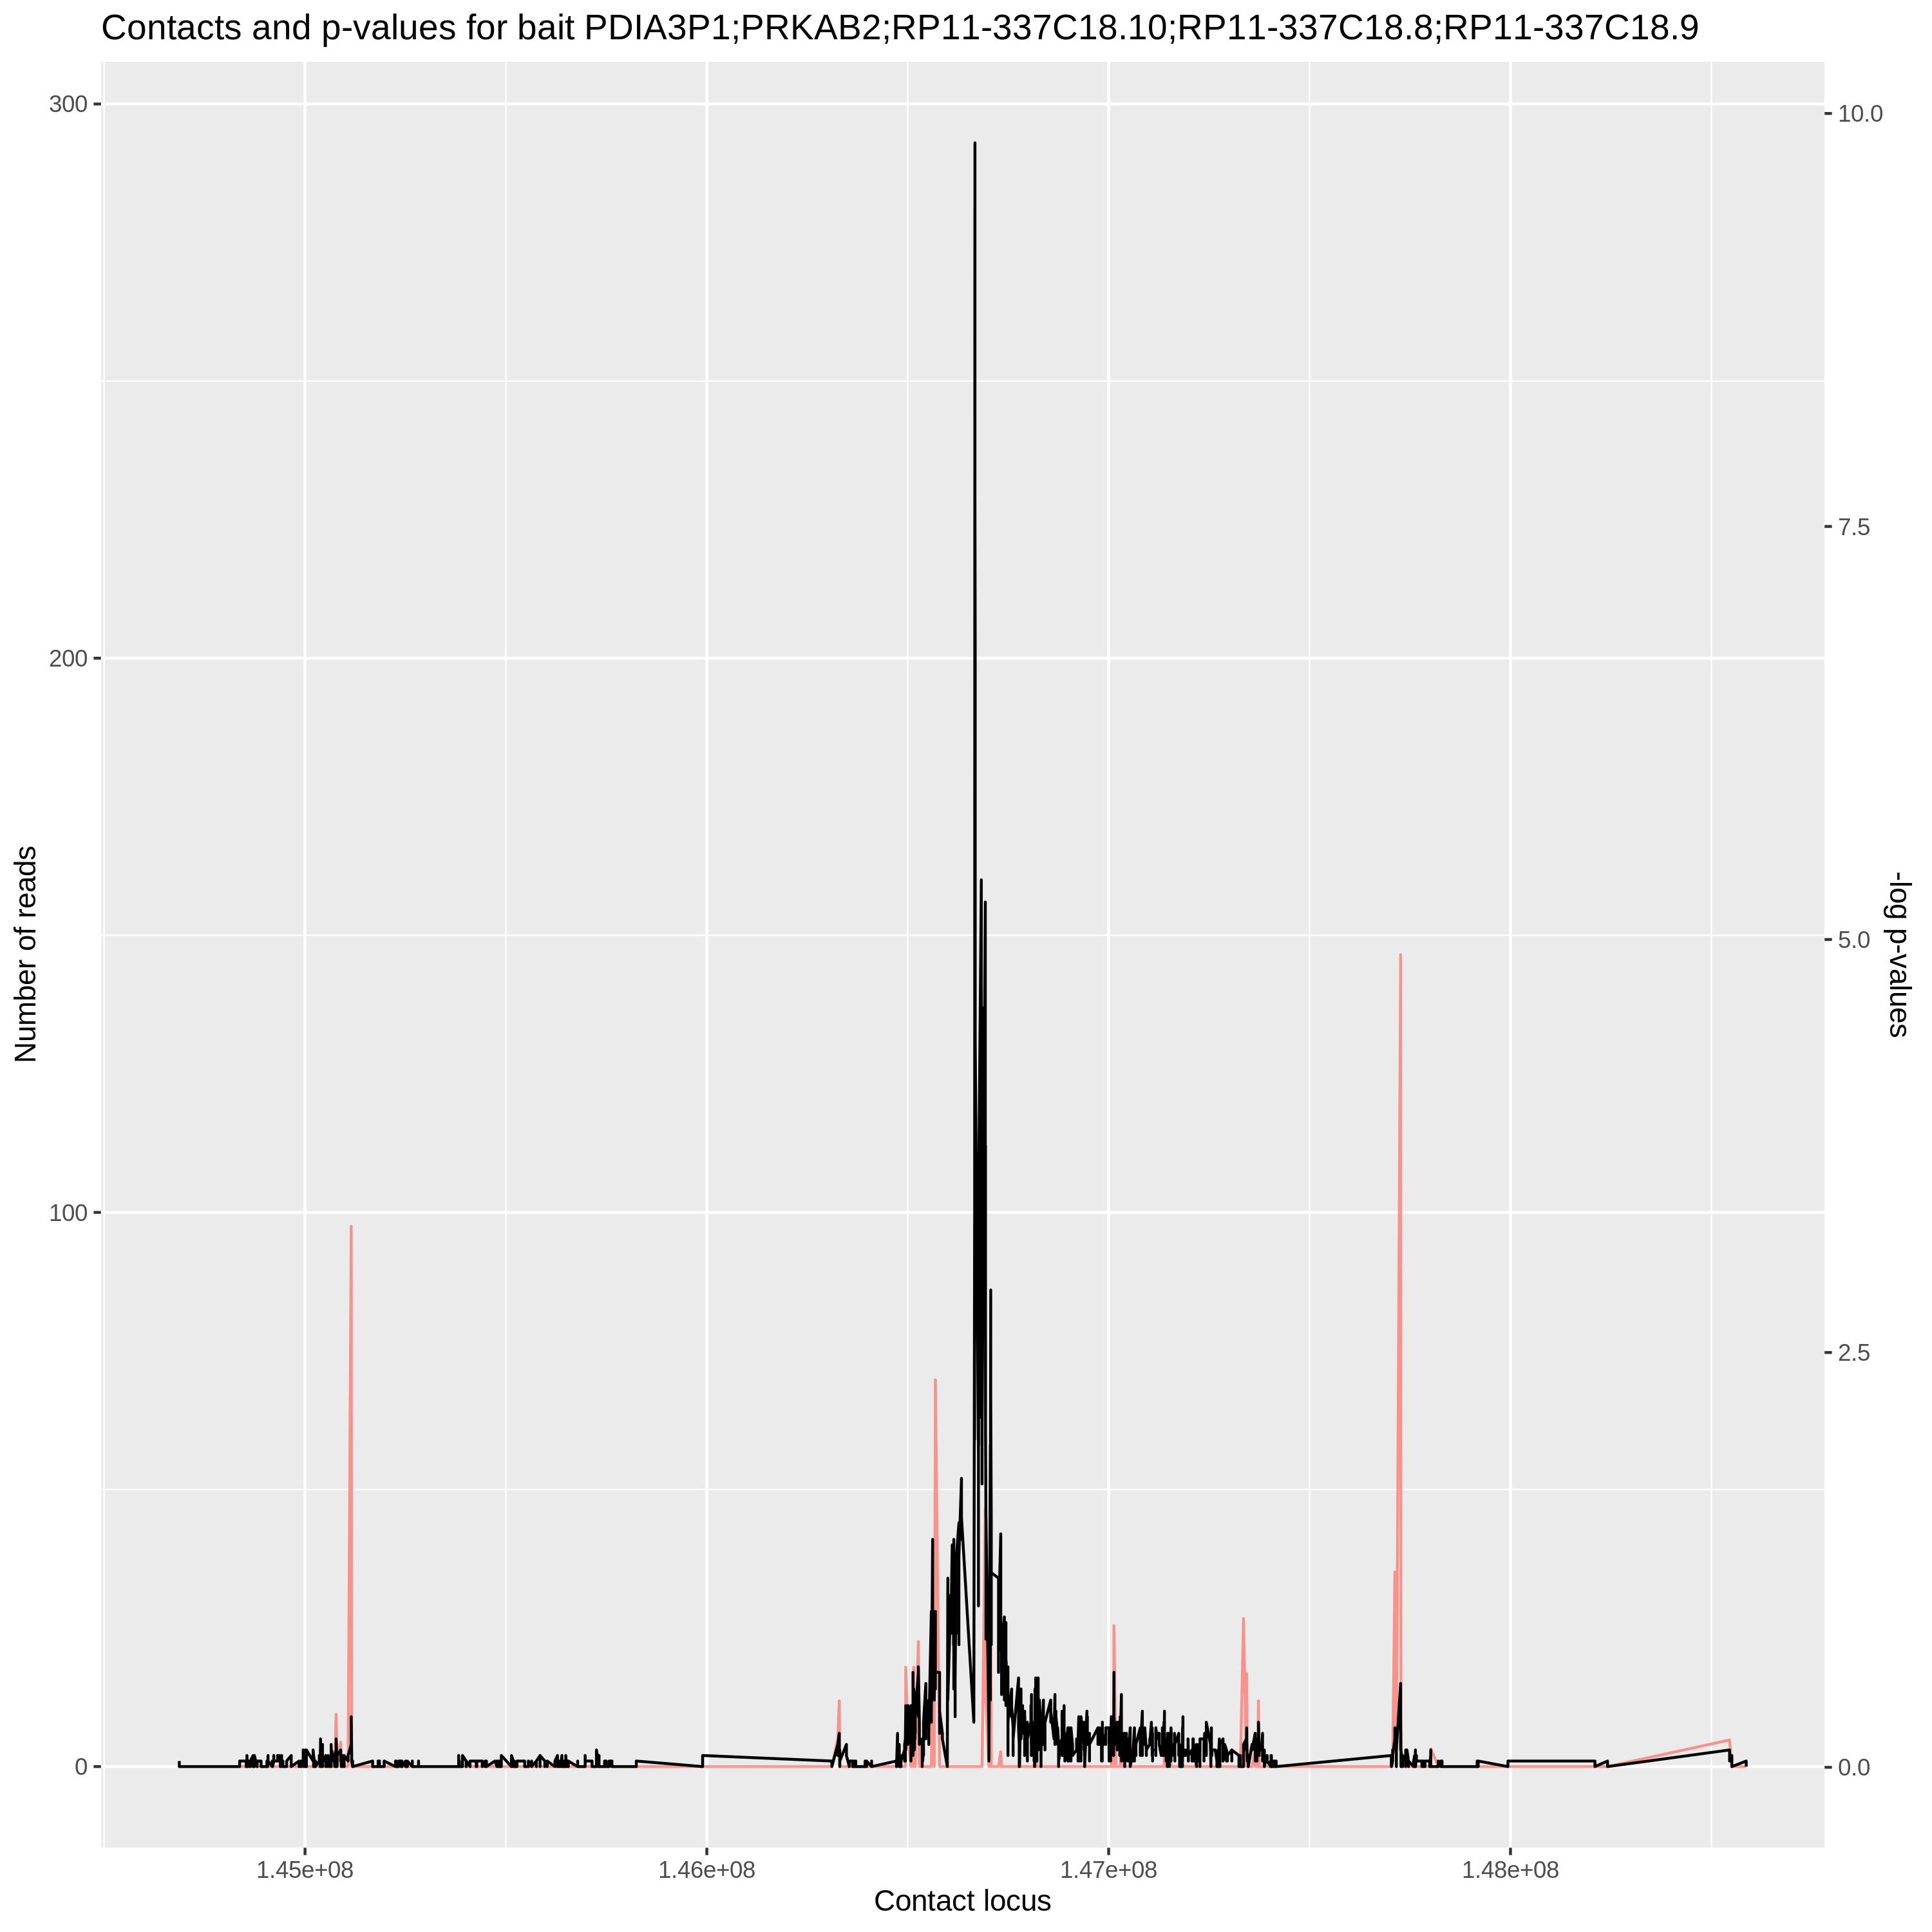 Contacts and p-values for bait PDIA3P1;PRKAB2;RP11-337C18.10;RP11-337C18.8;RP11-337C18.9
300
200
100
0
Number of reads
10.0
7.5
5.0
2.5
0.0
-log p-values
1.45e+08
1.46e+08
1.47e+08
1.48e+08
Contact locus